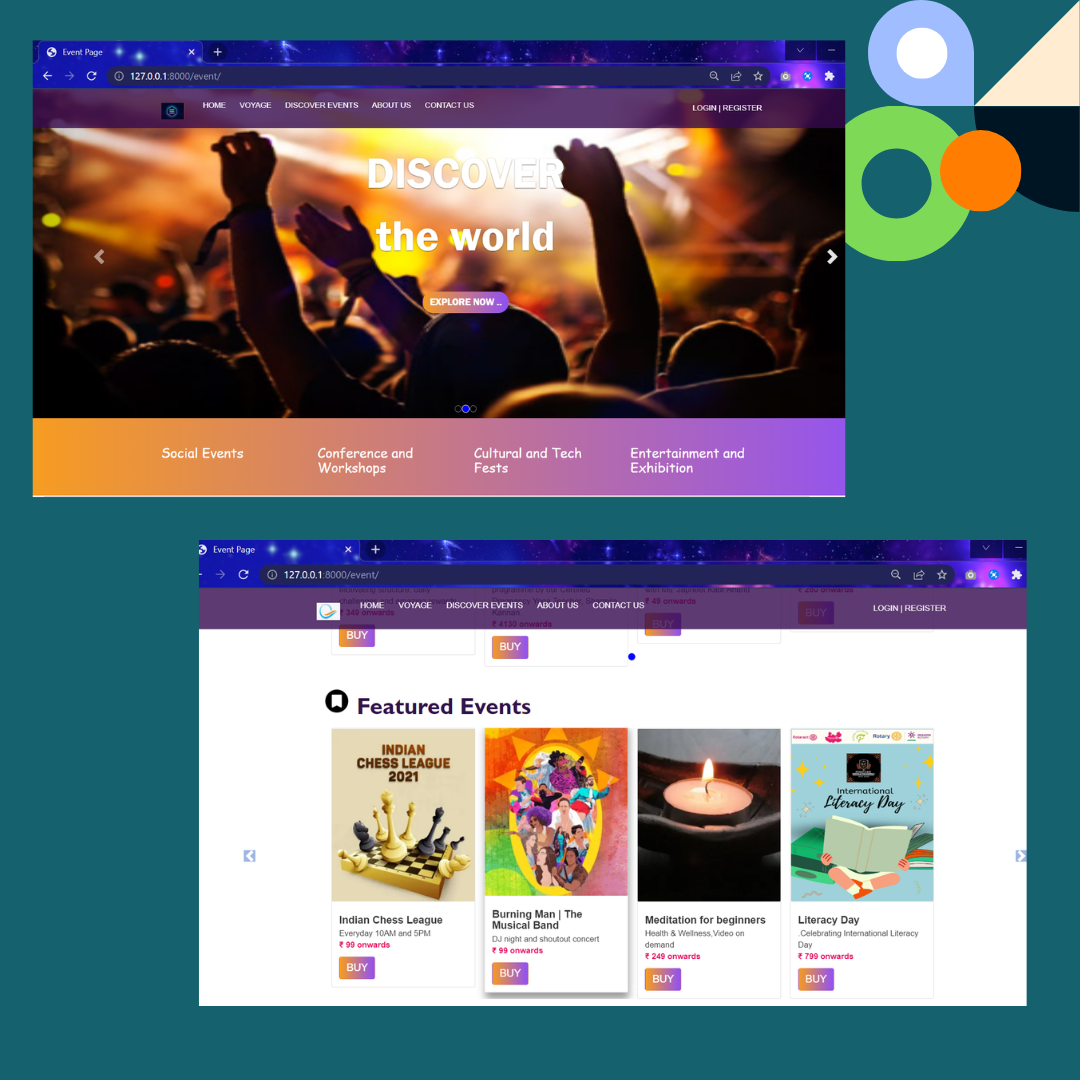 Event Page
127.0.0.1:8000/event/
HOME VOYAGE DISCOVER EVENTS ABOUT US CONTACT US LOGIN | REGISTER
DISCOVER
the world
EXPLORE NOW ..
Social Events
Conference and
Workshops
Cultural and Tech
Fests
Entertainment and
Exhibition
Event Page
127.0.0.1:8000/event/
HOME VOYAGE DISCOVER EVENTS ABOUT US CONTACT US LOGIN | REGISTER
₹ 349 onwards
BUY
₹ 4130 onwards
BUY
₹ 49 onwards
BUY
BUY
Featured Events
INDIAN
CHESS LEAGUE
2021
Indian Chess League
Everyday 10AM and 5PM
₹ 99 onwards
BUY
Burning Man | The
Musical Band
DJ night and shoutout concert
₹ 99 onwards
BUY
Meditation for beginners
Health & Wellness,Video on
demand
₹ 249 onwards
BUY
Rotaract
Rotary
International
Literacy Day
Literacy Day
.Celebrating International Literacy
Day
₹ 799 onwards
BUY